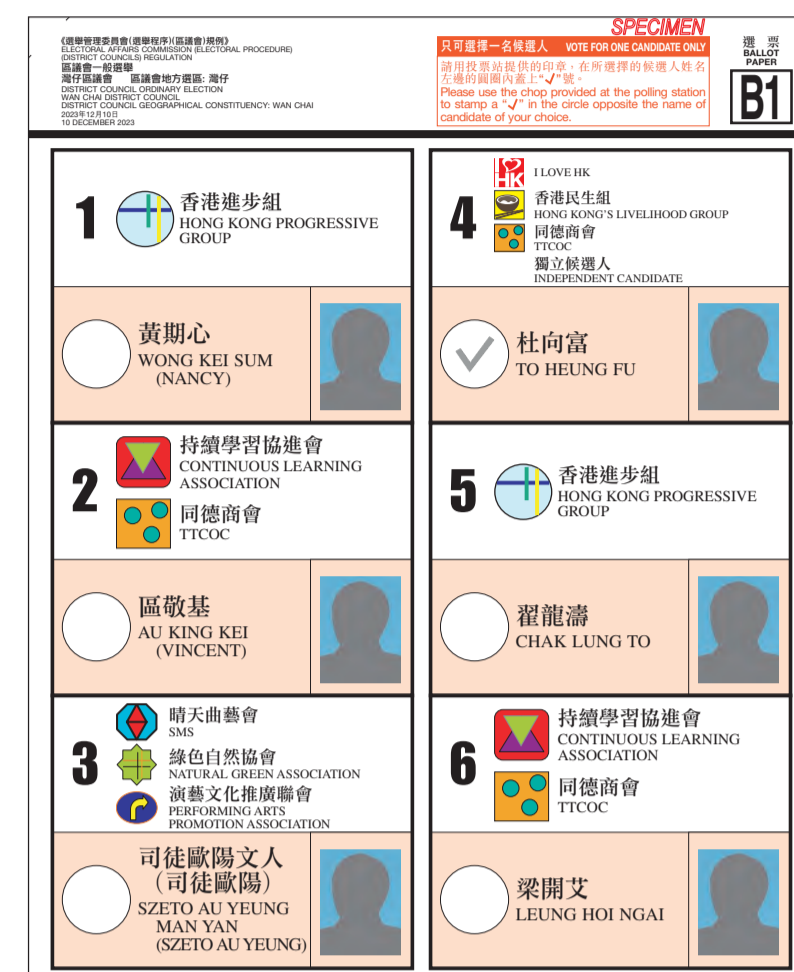 SPECIMEN
《選舉管理委員會(選舉程序)(區議會)規例》
ELECTORAL AFFAIRS COMMISSION (ELECTORAL PROCEDURE)
(DISTRICT COUNCILS) REGULATION
區議會一般選舉
灣仔區議會 區議會地方選區: 灣仔
DISTRICT COUNCIL ORDINARY ELECTION
WAN CHAI DISTRICT COUNCIL
DISTRICT COUNCIL GEOGRAPHICAL CONSTITUENCY: WAN CHAI
2023年12月10日
10 DECEMBER 2023
只可選擇一名候選人 VOTE FOR ONE CANDIDATE ONLY
請用投票站提供的印章，在所選擇的候選人姓名
左邊的圓圈內蓋上“✓”號。
Please use the chop provided at the polling station
to stamp a “✓” in the circle opposite the name of
candidate of your choice.
選 票
BALLOT
PAPER
B1
1
香港進步組
HONG KONG PROGRESSIVE
GROUP
黃期心
WONG KEI SUM
(NANCY)
2
持續學習協進會
CONTINUOUS LEARNING
ASSOCIATION
同德商會
TTCOC
區敬基
AU KING KEI
(VINCENT)
3
晴天曲藝會
SMS
綠色自然協會
NATURAL GREEN ASSOCIATION
演藝文化推廣聯會
PERFORMING ARTS
PROMOTION ASSOCIATION
司徒歐陽文人
(司徒歐陽)
SZETO AU YEUNG
MAN YAN
(SZETO AU YEUNG)
4
HK
I LOVE HK
香港民生組
HONG KONG'S LIVELIHOOD GROUP
同德商會
TTCOC
獨立候選人
INDEPENDENT CANDIDATE
杜向富
TO HEUNG FU
5
香港進步組
HONG KONG PROGRESSIVE
GROUP
翟龍濤
CHAK LUNG TO
6
持續學習協進會
CONTINUOUS LEARNING
ASSOCIATION
同德商會
TTCOC
梁開艾
LEUNG HOI NGAI